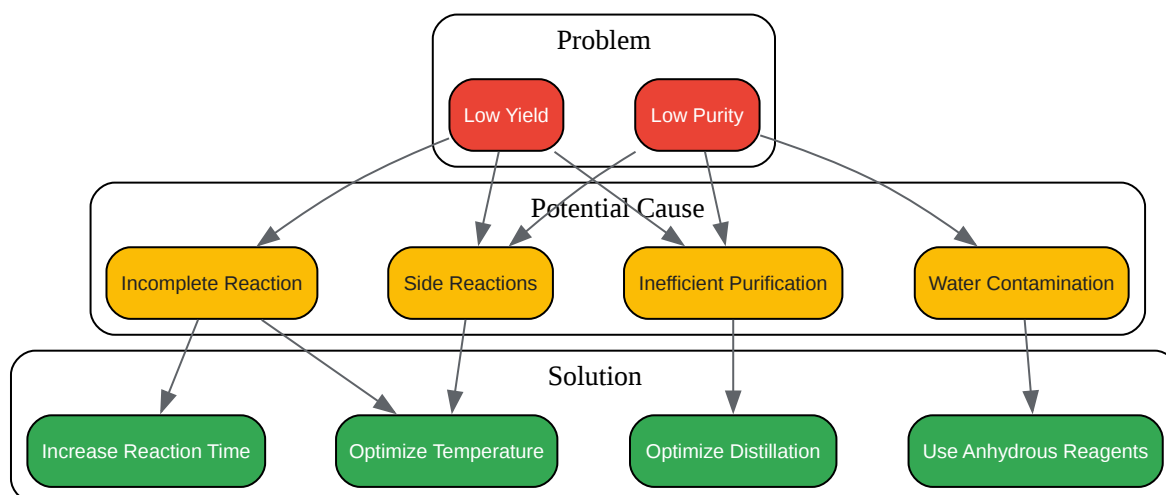 Problem
Low Yield
Low Purity
Potential Cause
Incomplete Reaction
Side Reactions
Inefficient Purification
Water Contamination
Solution
Increase Reaction Time
Optimize Temperature
Optimize Distillation
Use Anhydrous Reagents